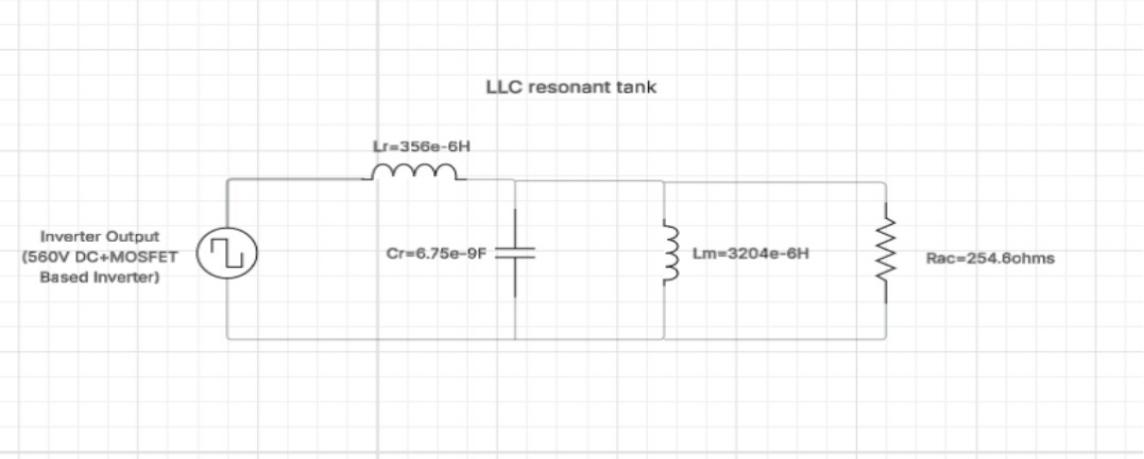 LLC resonant tank
Lr=356e-6H
Inverter Output
(560V DC+MOSFET
Based Inverter)
Cr=6.75e-9F
Lm=3204e-6H
Rac=254.6ohms